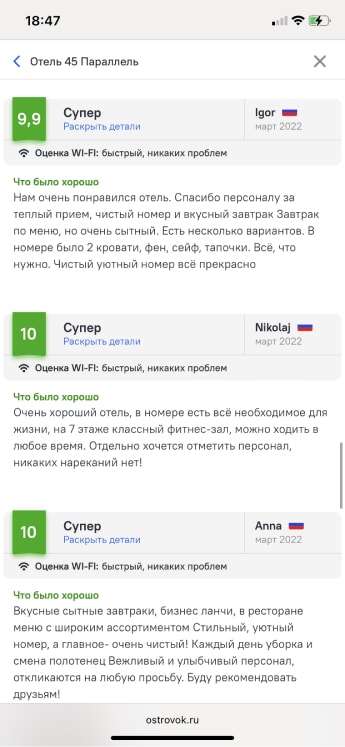 18:47
Отель 45 Параллель
9,9
Супер
Раскрыть детали
Igor
март 2022
Оценка WI-FI: быстрый, никаких проблем
Что было хорошо
Нам очень понравился отель. Спасибо персоналу за
теплый прием, чистый номер и вкусный завтрак Завтрак
по меню, но очень сытный. Есть несколько вариантов. В
номере было 2 кровати, фен, сейф, тапочки. Всё, что
нужно. Чистый уютный номер всё прекрасно
10
Супер
Раскрыть детали
Nikolaj
март 2022
Оценка WI-FI: быстрый, никаких проблем
Что было хорошо
Очень хороший отель, в номере есть всё необходимое для
жизни, на 7 этаже классный фитнес-зал, можно ходить в
любое время. Отдельно хочется отметить персонал,
никаких нареканий нет!
10
Супер
Раскрыть детали
Anna
март 2022
Оценка WI-FI: быстрый, никаких проблем
Что было хорошо
Вкусные сытные завтраки, бизнес ланчи, в ресторане
меню с широким ассортиментом Стильный, уютный
номер, а главное- очень чистый! Каждый день уборка и
смена полотенец Вежливый и улыбчивый персонал,
откликаются на любую просьбу. Буду рекомендовать
друзьям!
ostrovok.ru